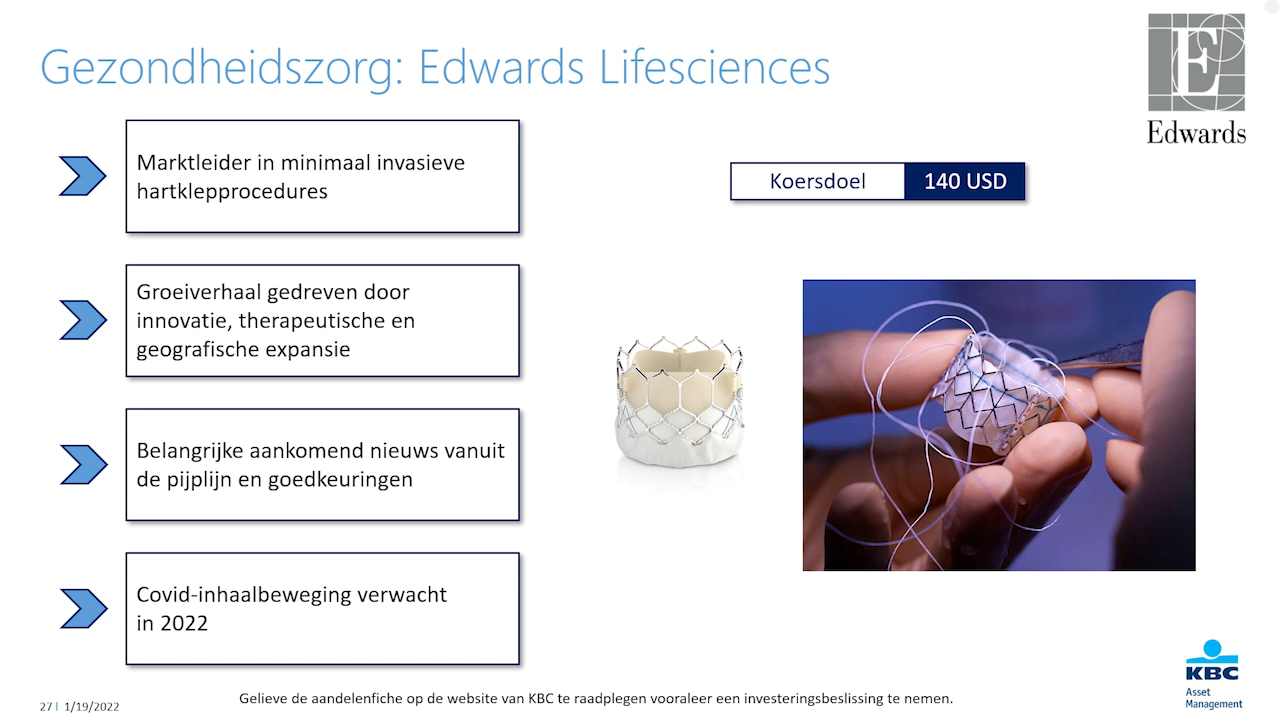 Gezondheidszorg: Edwards Lifesciences
E
Edwards
Marktleider in minimaal invasieve
hartklepprocedures
Koersdoel 140 USD
Groeiverhaal gedreven door
innovatie, therapeutische en
geografische expansie
Belangrijke aankomend nieuws vanuit
de pijplijn en goedkeuringen
Covid-inhaalbeweging verwacht
in 2022
KBC
Asset
Management
27 | 1/19/2022
Gelieve de aandelenfiche op de website van KBC te raadplegen vooraleer een investeringsbeslissing te nemen.